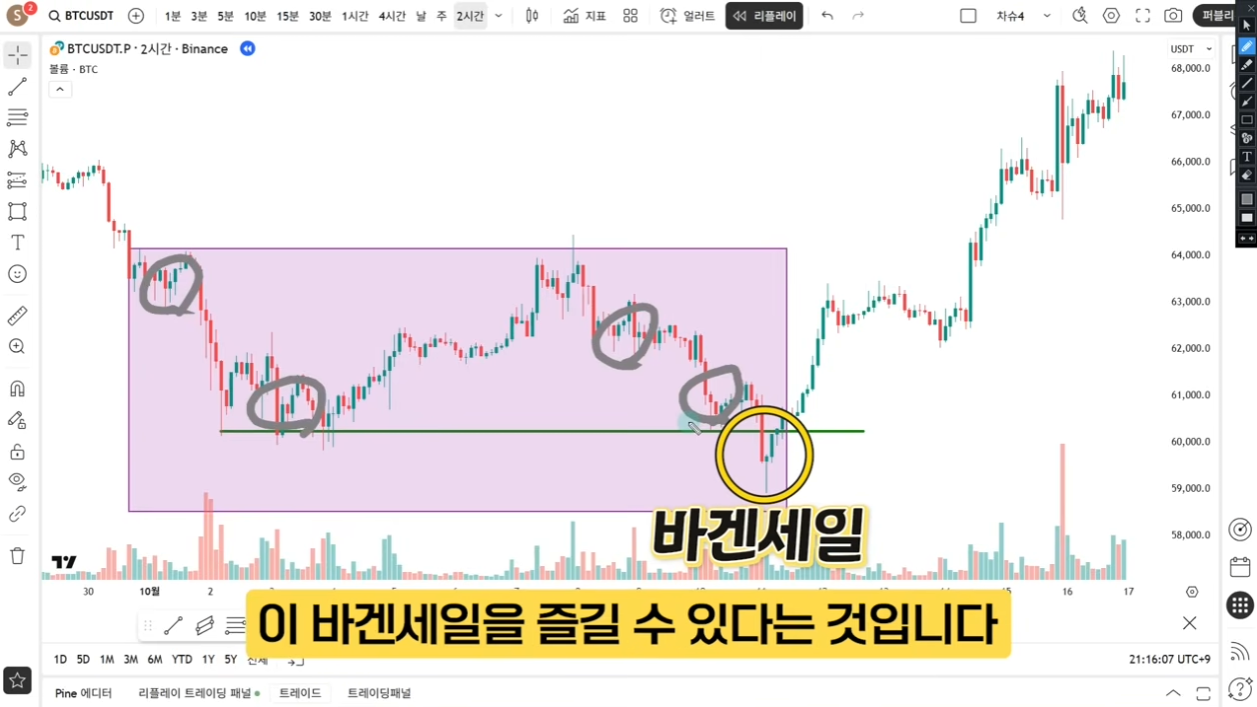 S 2 BTCUSDT 1분 3분 5분 10분 15분 30분 1시간 4시간 날 주 2시간 지표 얼러트 리플레이 차슈4 퍼블리
BTCUSDT.P · 2시간 · Binance
볼륨 · BTC
USDT
68,000.0
67,000.0
66,000.0
65,000.0
64,000.0
63,000.0
62,000.0
61,000.0
60,000.0
59,000.0
58,000.0
바겐세일
30 10월 2 15 16 17
이 바겐세일을 즐길 수 있다는 것입니다
1D 5D 1M 3M 6M YTD 1Y 5Y 전체
21:16:07 UTC+9
Pine 에디터 리플레이 트레이딩 패널 트레이드 트레이딩패널